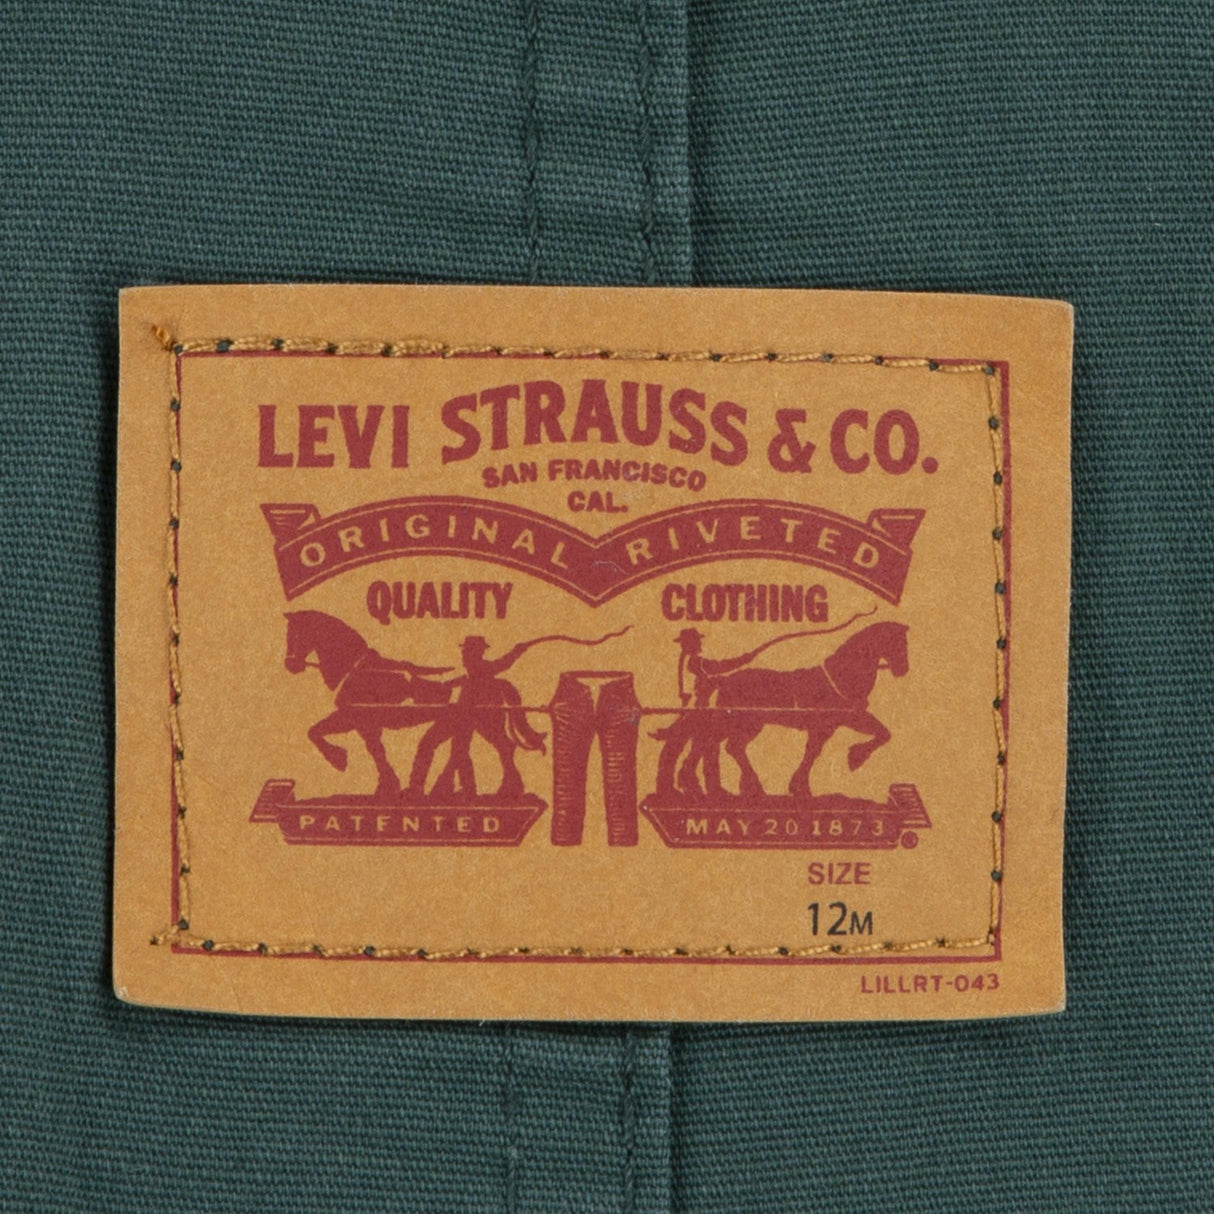 LEVI STRAUSS & CO.
SAN FRANCISCO
CAL.
ORIGINAL RIVETED
QUALITY CLOTHING
PATENTED MAY 20 1873 ®
SIZE
12M
LILLRT-043